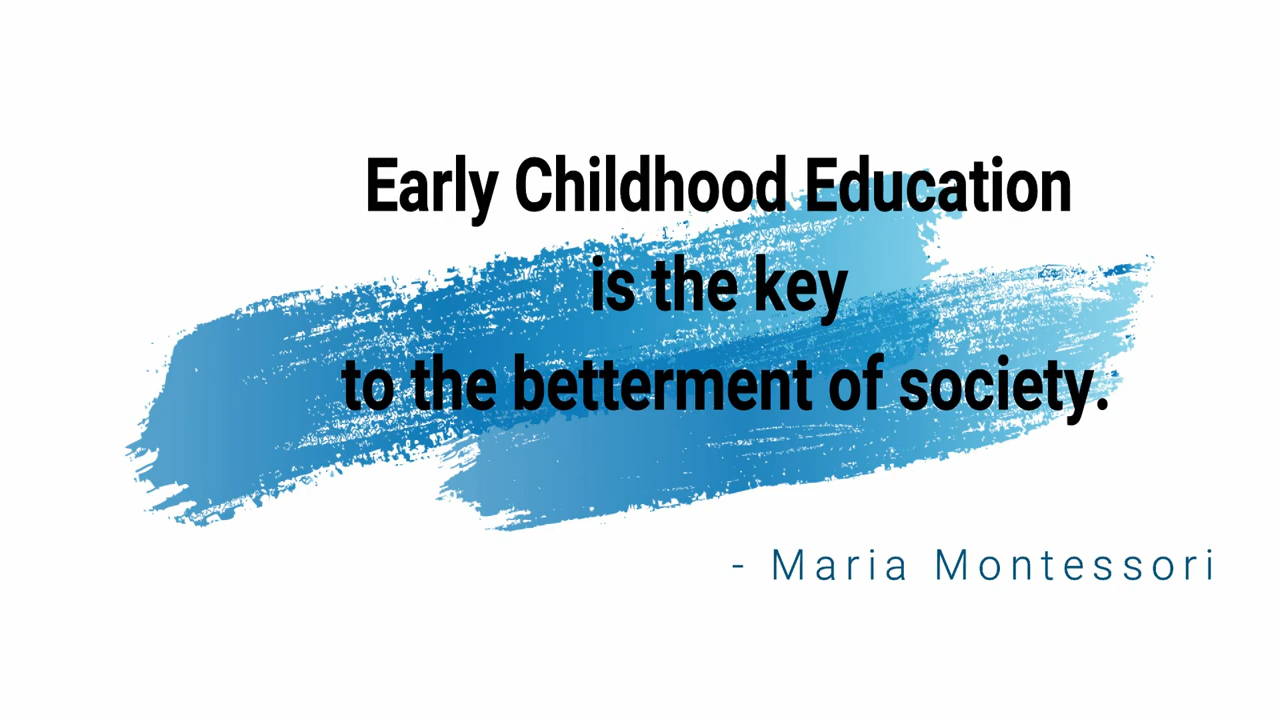 Early Childhood Education
is the key
to the betterment of society.
- Maria Montessori